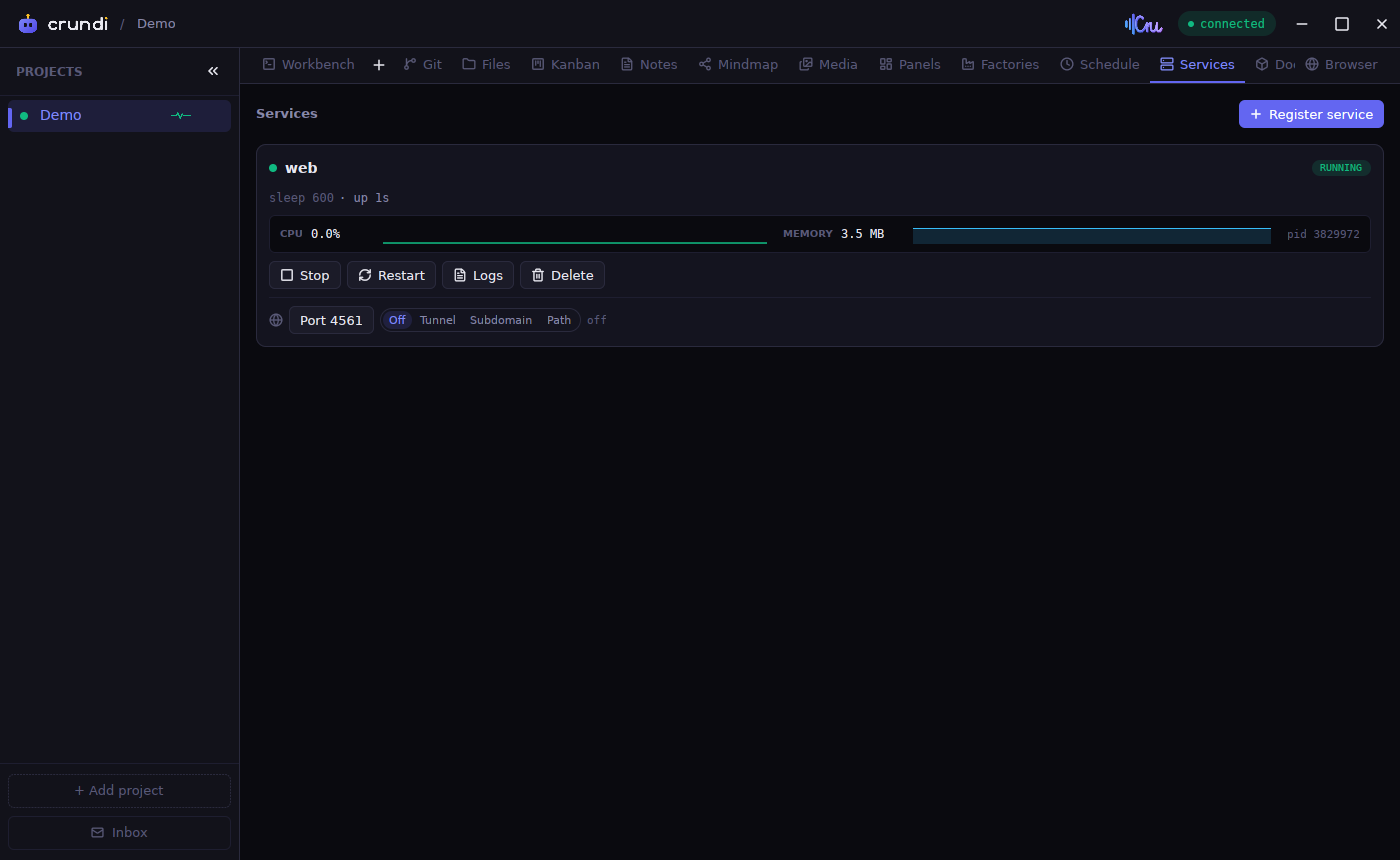 crundi / Demo
Cru
connected
PROJECTS
Demo
+ Add project
Inbox
Workbench + Git Files Kanban Notes Mindmap Media Panels Factories Schedule Services Browser
Services
+ Register service
web
RUNNING
sleep 600 · up 1s
CPU 0.0% MEMORY 3.5 MB pid 3829972
Stop Restart Logs Delete
Port 4561 Off Tunnel Subdomain Path off